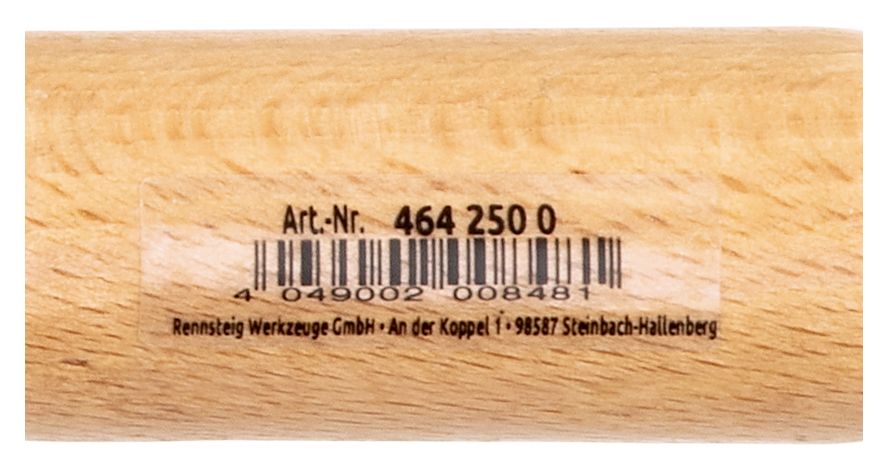 Art.-Nr. 464 250 0
4 049002 008481
Rennsteig Werkzeuge GmbH • An der Koppel 1 • 98587 Steinbach-Hallenberg